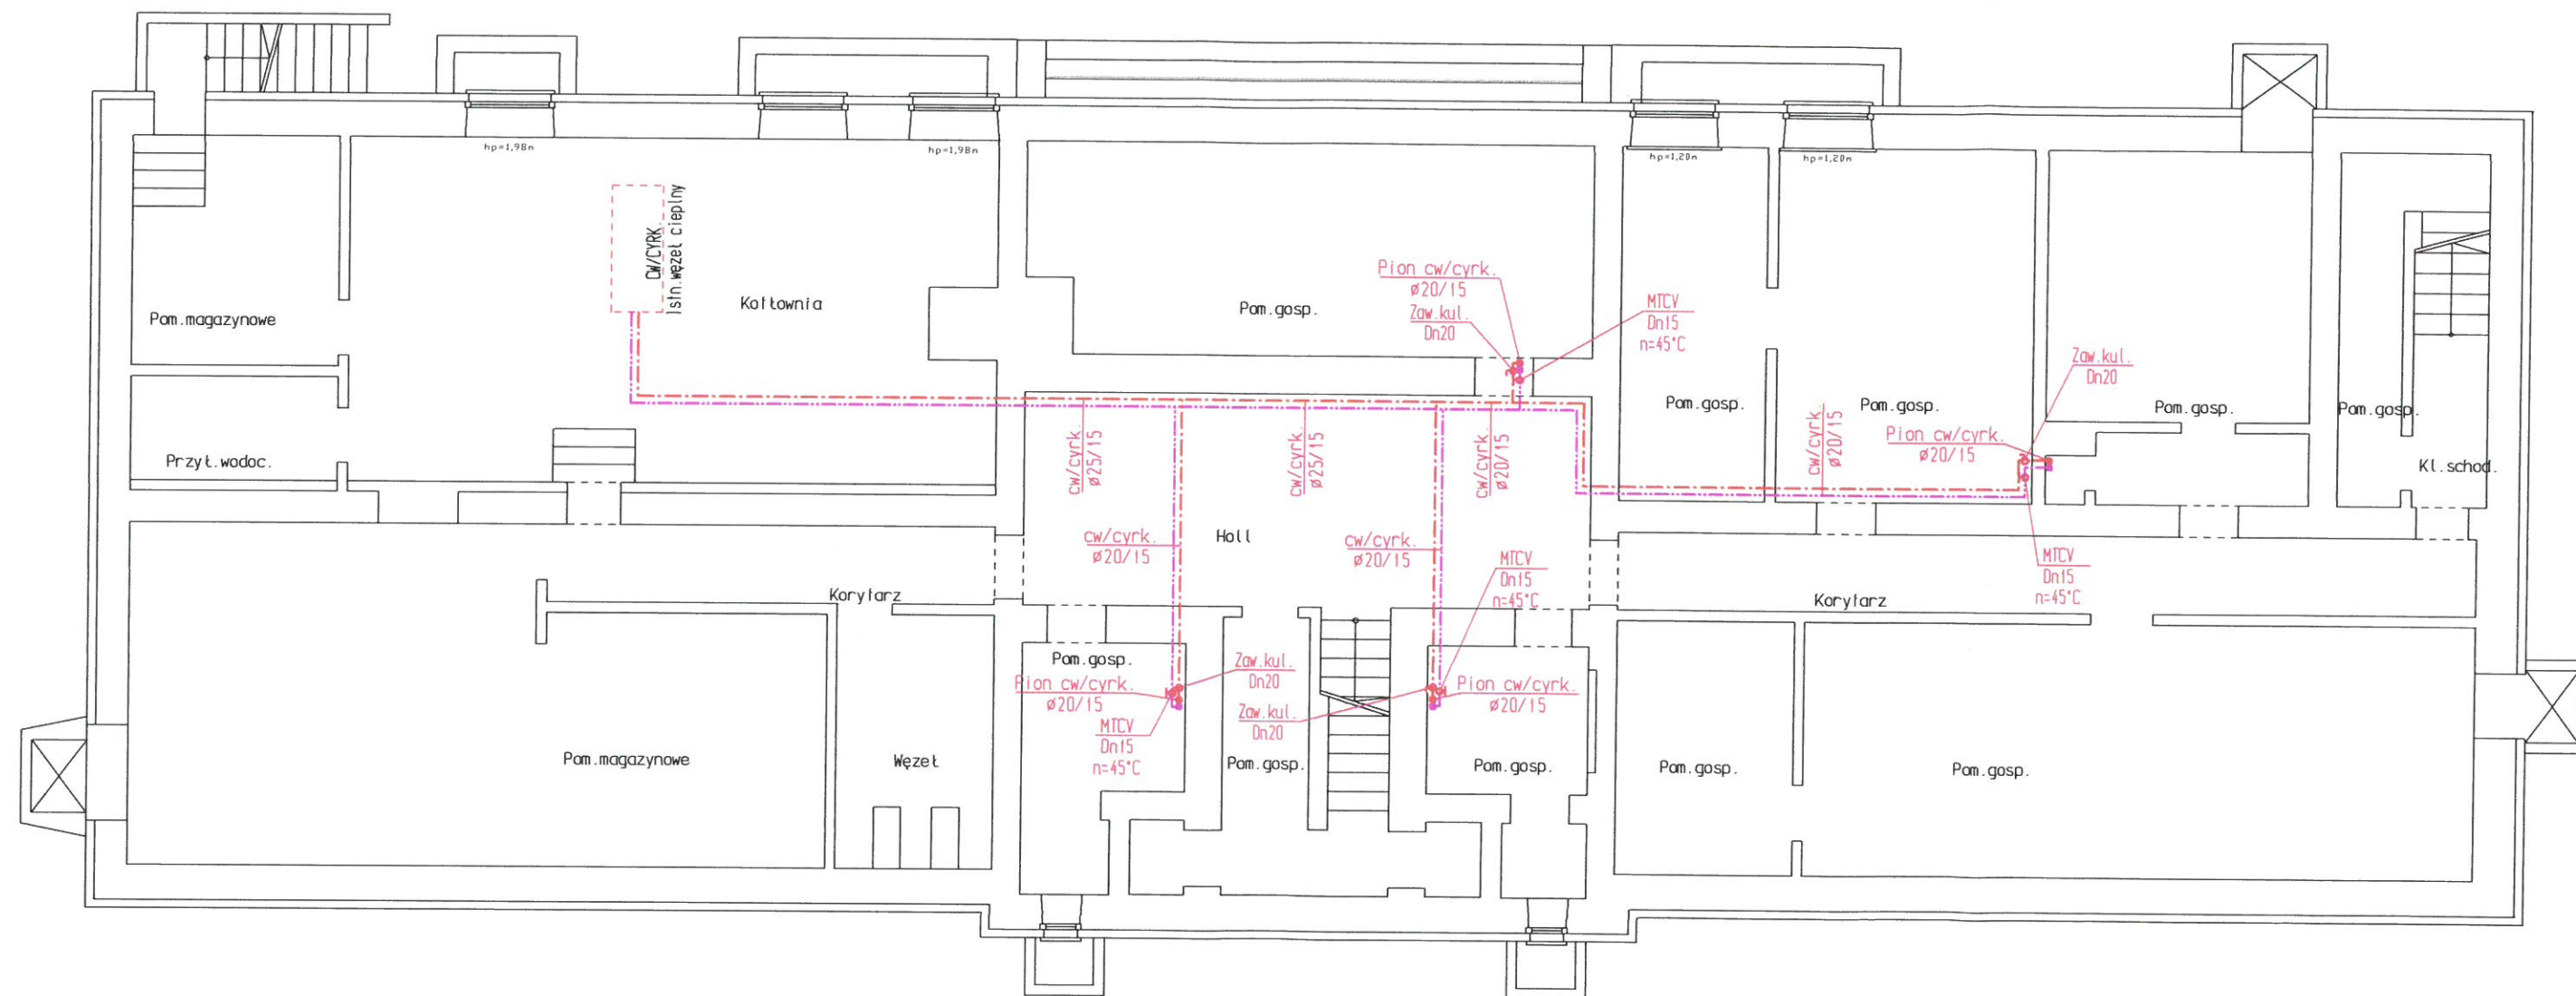 hp=1,98m
hp=1,98m
hp=1,20m
hp=1,20m
CW/CYRK.
Istn.węzeł cieplny
Kotłownia
Pom.magazynowe
Pom.gosp.
Pion cw/cyrk.
ø20/15
Zaw.kul.
Dn20
MTCV
Dn15
n=45°C
Pom.gosp.
Pom.gosp.
Zaw.kul.
Dn20
Pom.gosp.
Pom.gosp.
Przył.wodoc.
cw/cyrk.
ø25/15
cw/cyrk.
ø25/15
cw/cyrk.
ø20/15
cw/cyrk.
ø20/15
Pion cw/cyrk.
ø20/15
Kl.schod.
cw/cyrk.
ø20/15
Holl
cw/cyrk.
ø20/15
MTCV
Dn15
n=45°C
MTCV
Dn15
n=45°C
Korytarz
Korytarz
Pom.gosp.
Pion cw/cyrk.
ø20/15
MTCV
Dn15
n=45°C
Zaw.kul.
Dn20
Zaw.kul.
Dn20
Pion cw/cyrk.
ø20/15
Pom.magazynowe
Węzeł
Pom.gosp.
Pom.gosp.
Pom.gosp.
Pom.gosp.